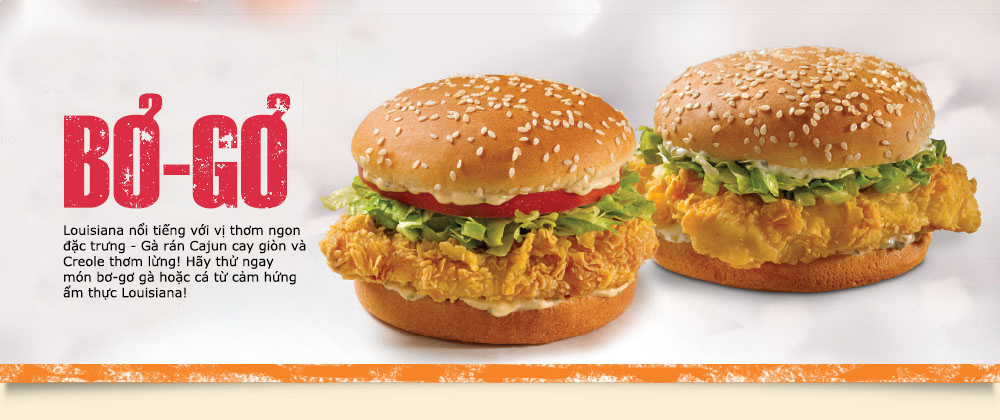 BỞ-GỞ
Louisiana nổi tiếng với vị thơm ngon
đặc trưng - Gà rán Cajun cay giòn và
Creole thơm lừng! Hãy thử ngay
món bơ-gơ gà hoặc cá từ cảm hứng
ẩm thực Louisiana!